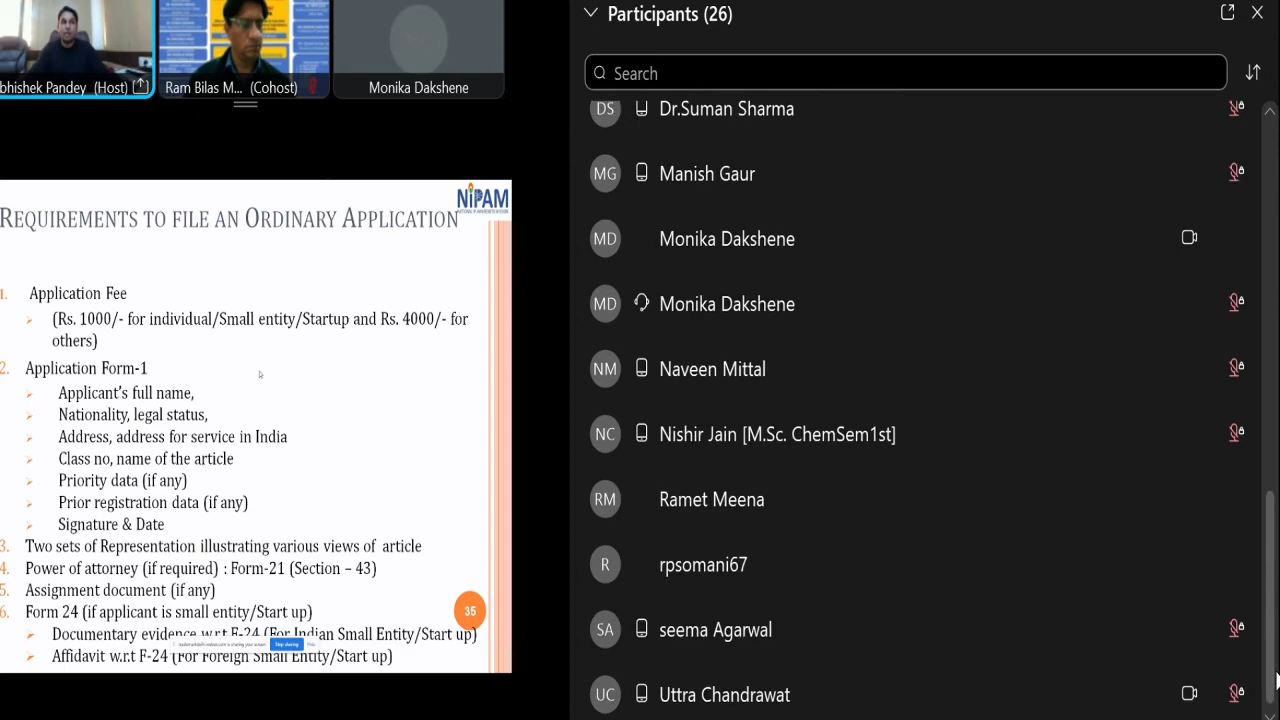 bhishek Pandey (Host)
Ram Bilas M... (Cohost)
Monika Dakshene
NiPAM
REQUIREMENTS TO FILE AN ORDINARY APPLICATION
1. Application Fee
(Rs. 1000/- for individual/Small entity/Startup and Rs. 4000/- for
others)
2. Application Form-1
Applicant's full name,
Nationality, legal status,
Address, address for service in India
Class no, name of the article
Priority data (if any)
Prior registration data (if any)
Signature & Date
3. Two sets of Representation illustrating various views of article
4. Power of attorney (if required) : Form-21 (Section – 43)
5. Assignment document (if any)
6. Form 24 (if applicant is small entity/Start up)
35
Documentary evidence w.r.t F-24 (For Indian Small Entity/Start up)
is sharing your screen. Stop sharing Hide
Affidavit w.r.t F-24 (For Foreign Small Entity/Start up)
Participants (26)
Search
DS Dr.Suman Sharma
MG Manish Gaur
MD Monika Dakshene
MD Monika Dakshene
NM Naveen Mittal
NC Nishir Jain [M.Sc. ChemSem1st]
RM Ramet Meena
R rpsomani67
SA seema Agarwal
UC Uttra Chandrawat